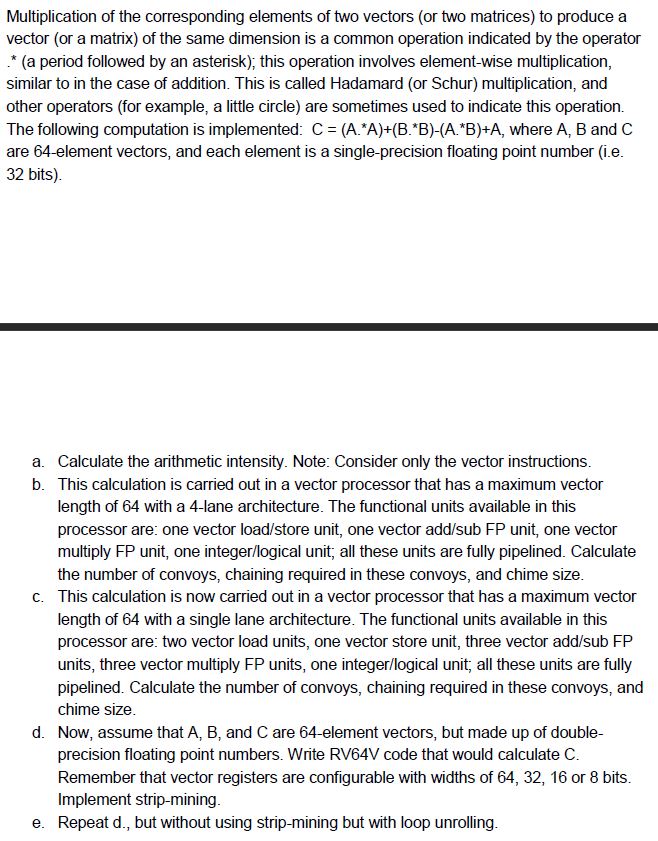 Multiplication of the corresponding elements of two vectors (or two matrices) to produce a
vector (or a matrix) of the same dimension is a common operation indicated by the operator
.* (a period followed by an asterisk); this operation involves element-wise multiplication,
similar to in the case of addition. This is called Hadamard (or Schur) multiplication, and
other operators (for example, a little circle) are sometimes used to indicate this operation.
The following computation is implemented:  C = (A.*A)+(B.*B)-(A.*B)+A, where A, B and C
are 64-element vectors, and each element is a single-precision floating point number (i.e.
32 bits).
a. Calculate the arithmetic intensity. Note: Consider only the vector instructions.
b. This calculation is carried out in a vector processor that has a maximum vector
length of 64 with a 4-lane architecture. The functional units available in this
processor are: one vector load/store unit, one vector add/sub FP unit, one vector
multiply FP unit, one integer/logical unit; all these units are fully pipelined. Calculate
the number of convoys, chaining required in these convoys, and chime size.
c. This calculation is now carried out in a vector processor that has a maximum vector
length of 64 with a single lane architecture. The functional units available in this
processor are: two vector load units, one vector store unit, three vector add/sub FP
units, three vector multiply FP units, one integer/logical unit; all these units are fully
pipelined. Calculate the number of convoys, chaining required in these convoys, and
chime size.
d. Now, assume that A, B, and C are 64-element vectors, but made up of double-
precision floating point numbers. Write RV64V code that would calculate C.
Remember that vector registers are configurable with widths of 64, 32, 16 or 8 bits.
Implement strip-mining.
e. Repeat d., but without using strip-mining but with loop unrolling.